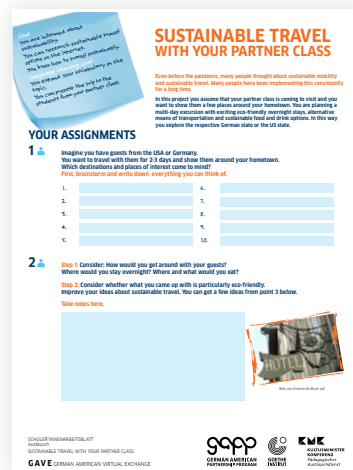 Goal
You are informed about
sustainability.
You can research sustainable travel
options on the internet.
You know how to travel sustainably.
You expand your vocabulary on the
topic.
You can present the trip to the
students from your partner class.
SUSTAINABLE TRAVEL
WITH YOUR PARTNER CLASS
Even before the pandemic, many people thought about sustainable mobility
and sustainable travel. Many people have been implementing this consistently
for a long time.
In this project you assume that your partner class is coming to visit and you
want to show them a few places around your hometown. You are planning a
multi-day excursion with exciting eco-friendly overnight stays, alternative
means of transportation and sustainable food and drink options. In this way
you explore the respective German state or the US state.
YOUR ASSIGNMENTS
1
Imagine you have guests from the USA or Germany.
You want to travel with them for 2-3 days and show them around your hometown.
Which destinations and places of interest come to mind?
First, brainstorm and write down everything you can think of.
1. 6.
2. 7.
3. 8.
4. 9.
5. 10.
2
Step 1: Consider: How would you get around with your guests?
Where would you stay overnight? Where and what would you eat?
Step 2: Consider whether what you came up with is particularly eco-friendly.
Improve your ideas about sustainable travel. You can get a few ideas from point 3 below.
Take notes here.
HOTEL
SCHÜLER*INNENARBEITSBLATT
Austausch
SUSTAINABLE TRAVEL WITH YOUR PARTNER CLASS
GAVE GERMAN AMERICAN VIRTUAL EXCHANGE
gapp
GERMAN AMERICAN
PARTNERSHIP PROGRAM
GOETHE
INSTITUT
KMK
KULTUSMINISTER
KONFERENZ
Pädagogischer
Austauschdienst